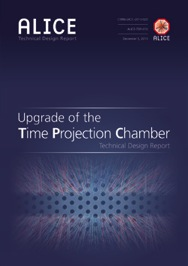 ALICE
Technical Design Report
ALICE
Upgrade of the
Time Projection Chamber
Technical Design Report